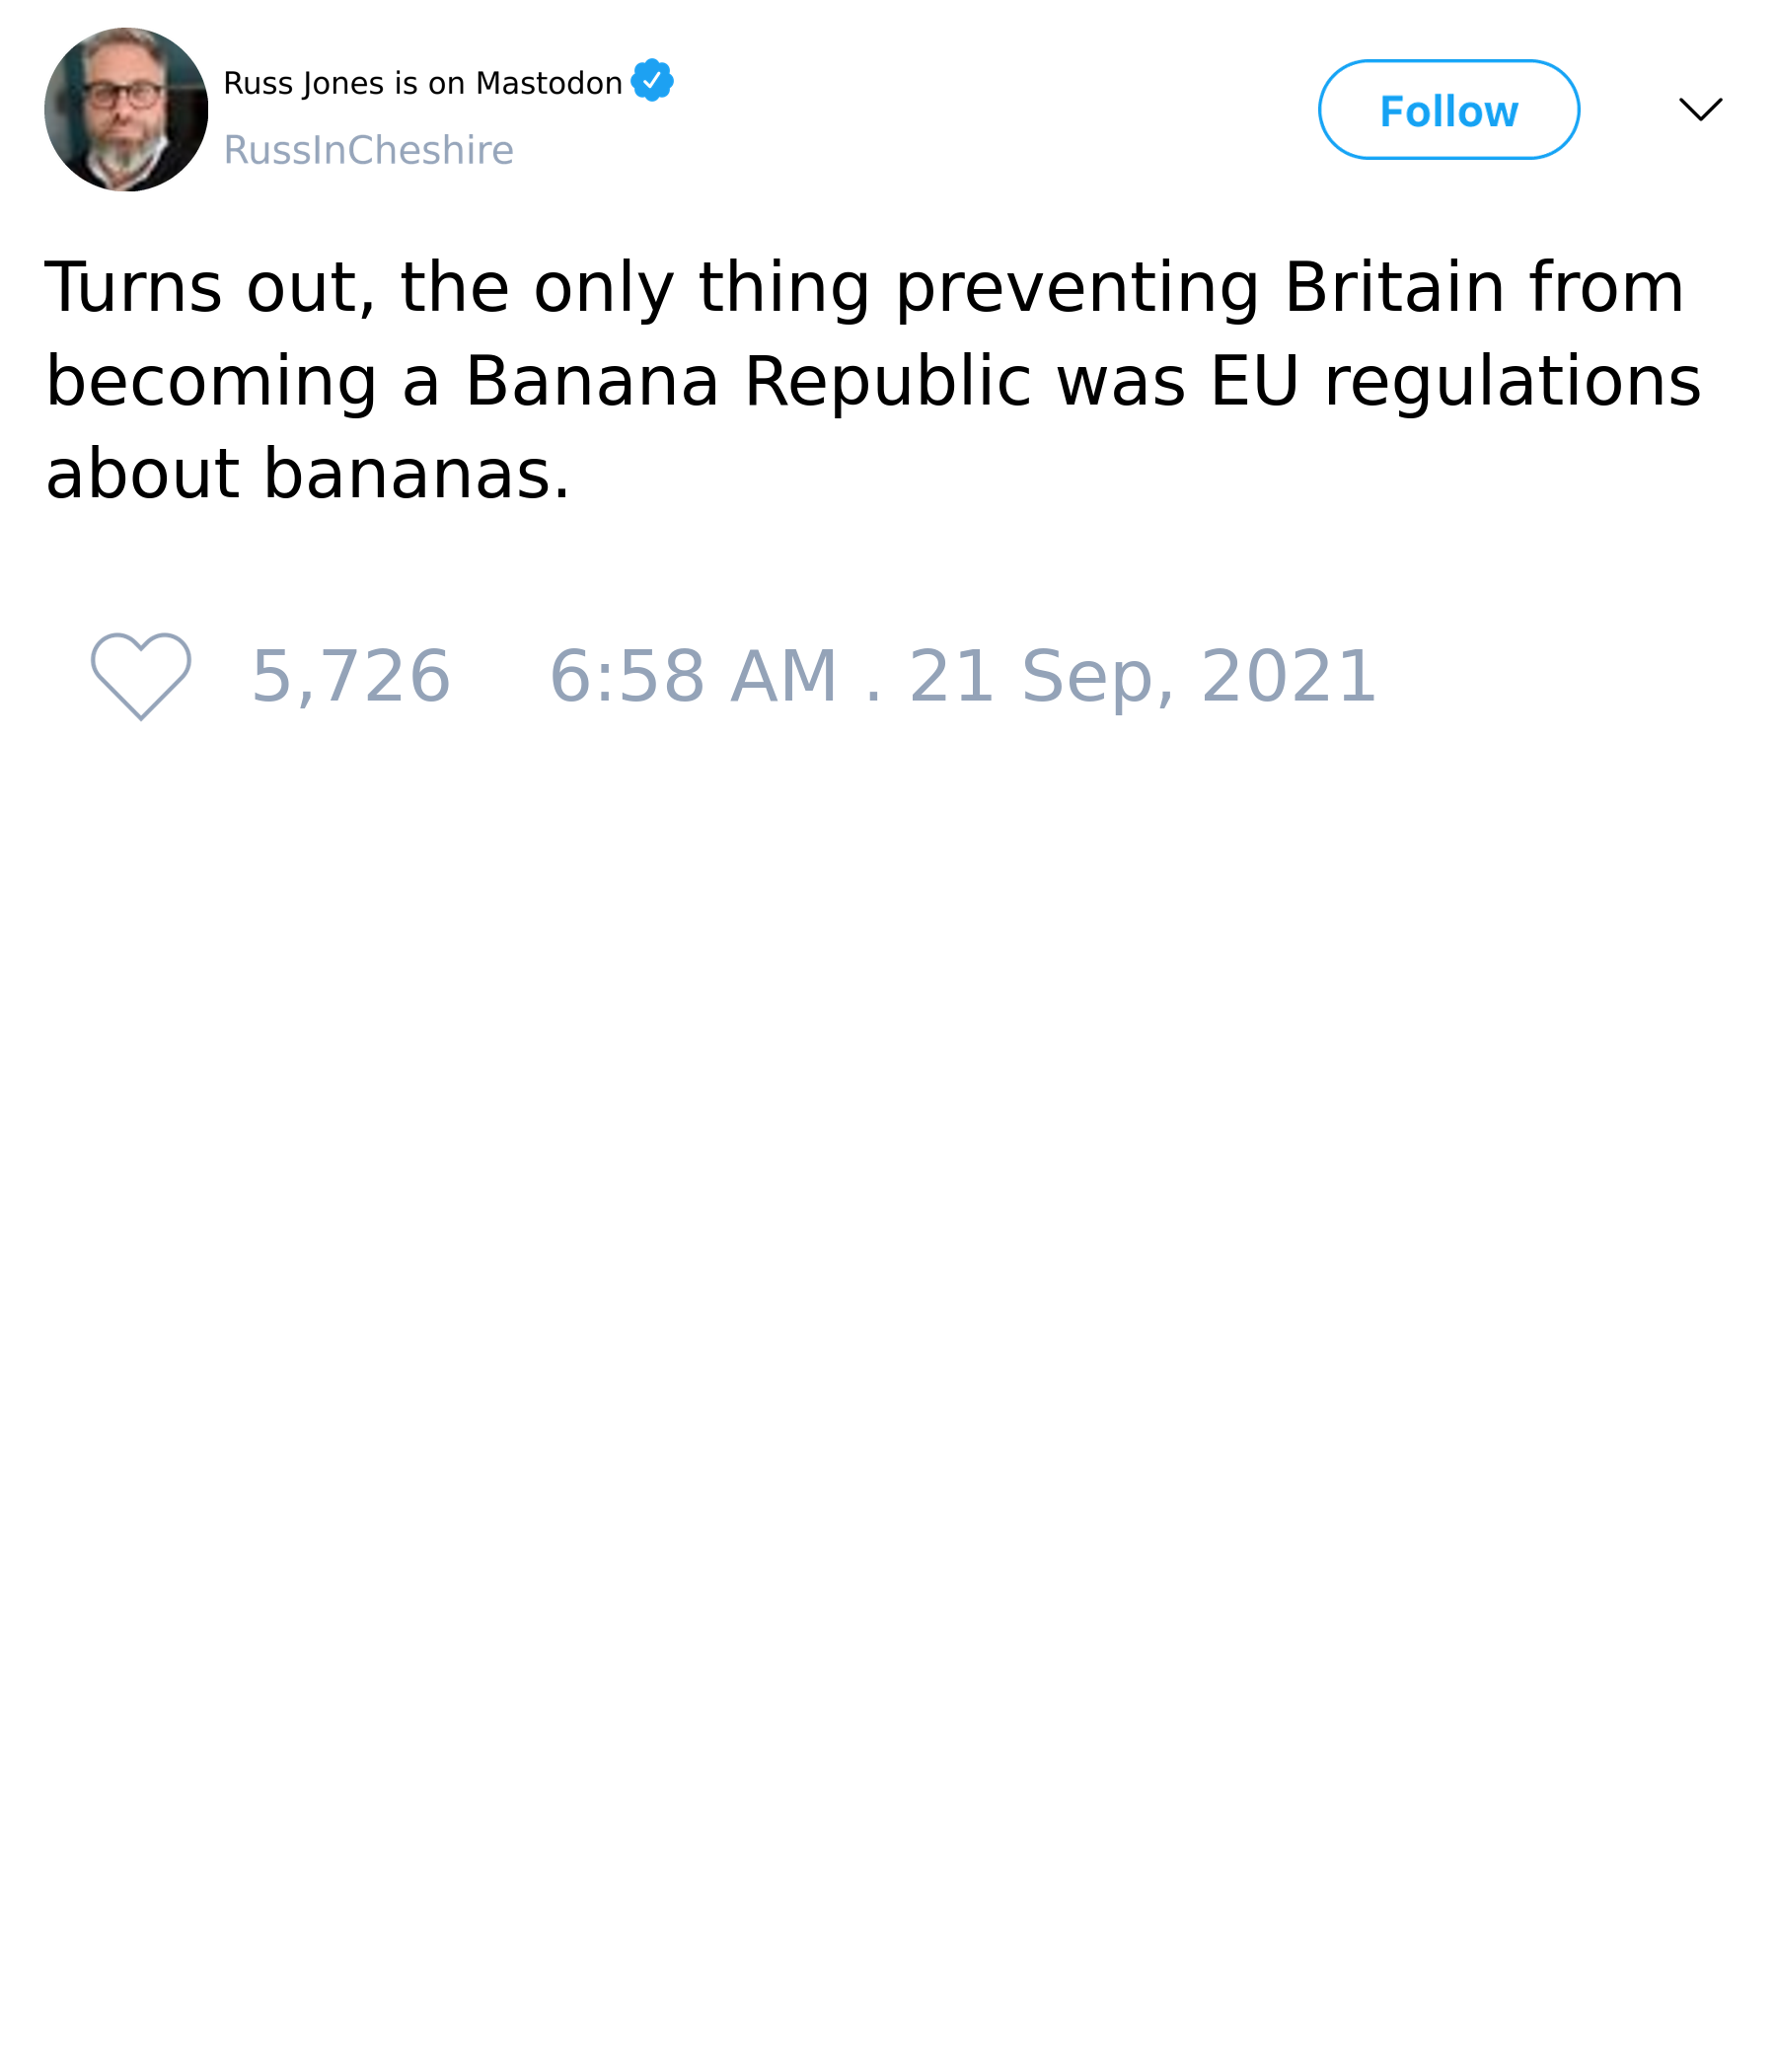 Russ Jones is on Mastodon
RussInCheshire
Follow
Turns out, the only thing preventing Britain from
becoming a Banana Republic was EU regulations
about bananas.
5,726 6:58 AM . 21 Sep, 2021